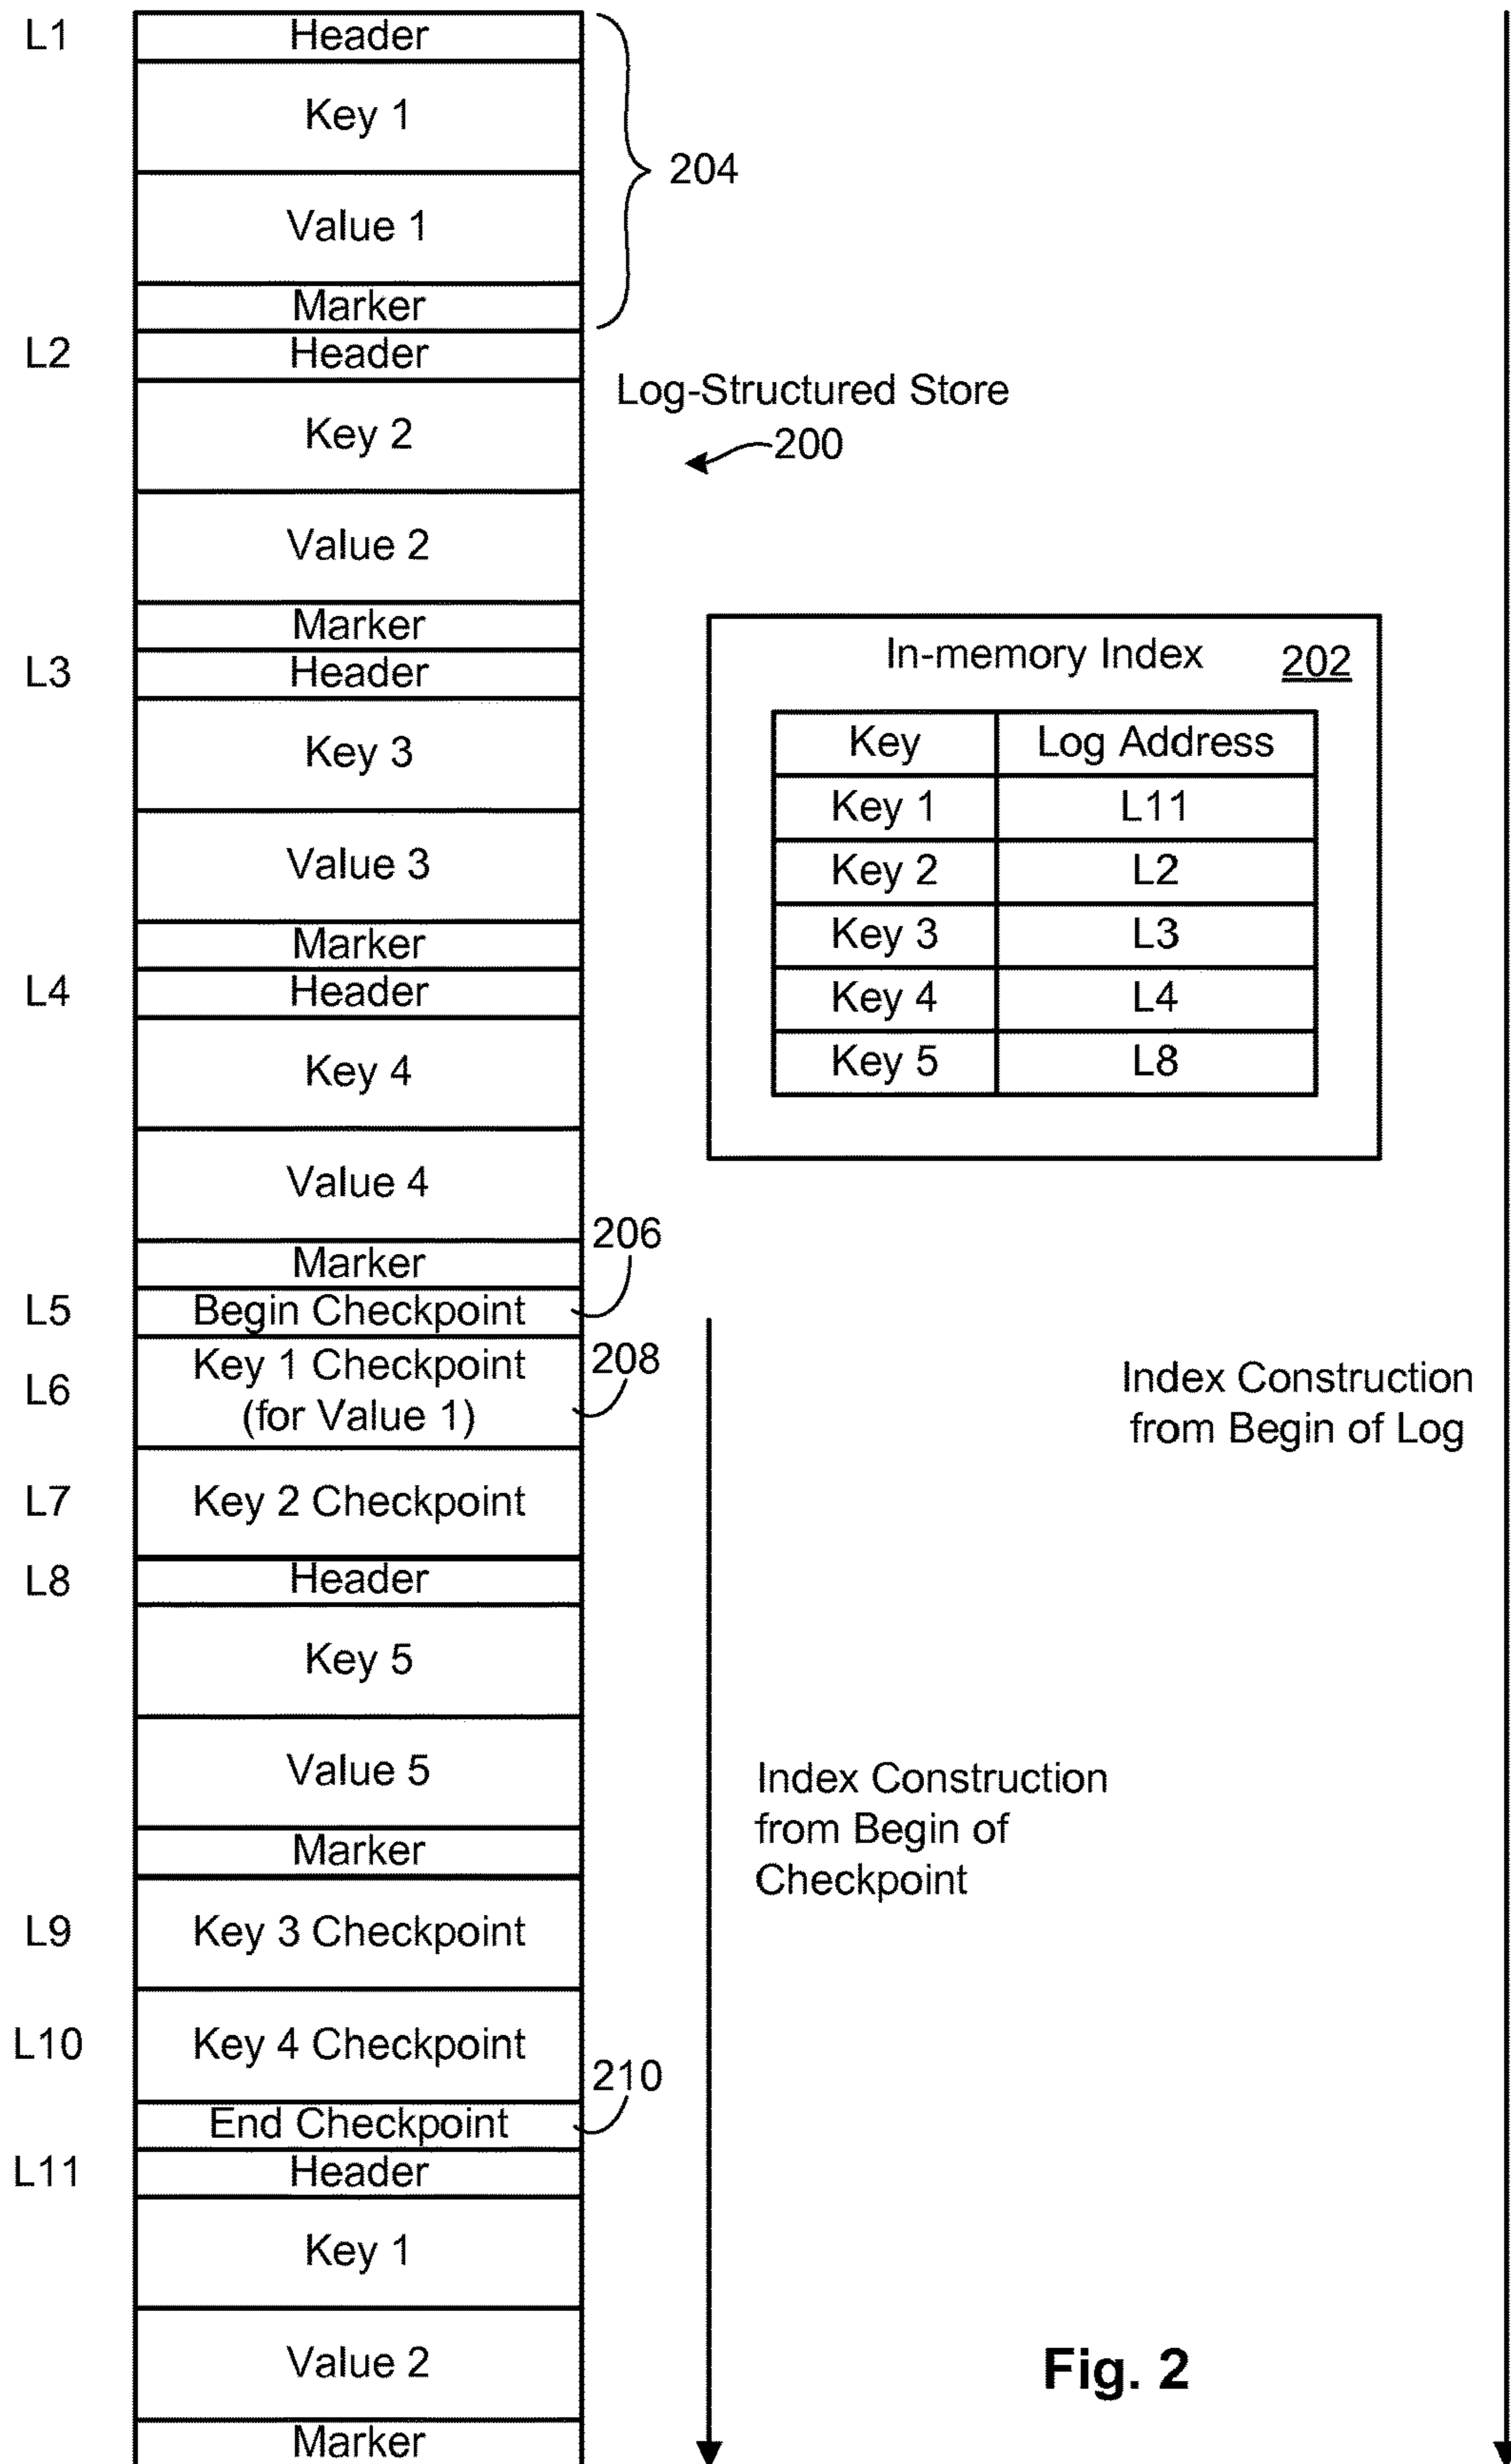 L1
Header
Key 1
Value 1
Marker
204
L2
Header
Key 2
Value 2
Marker
Log-Structured Store
200
L3
Header
Key 3
Value 3
Marker
In-memory Index 202
Key Log Address
Key 1 L11
Key 2 L2
Key 3 L3
Key 4 L4
Key 5 L8
L4
Header
Key 4
Value 4
Marker
206
L5
Begin Checkpoint
L6
Key 1 Checkpoint
(for Value 1)
208
L7
Key 2 Checkpoint
L8
Header
Key 5
Value 5
Marker
L9
Key 3 Checkpoint
L10
Key 4 Checkpoint
210
End Checkpoint
L11
Header
Key 1
Value 2
Marker
Index Construction
from Begin of
Checkpoint
Index Construction
from Begin of Log
Fig. 2